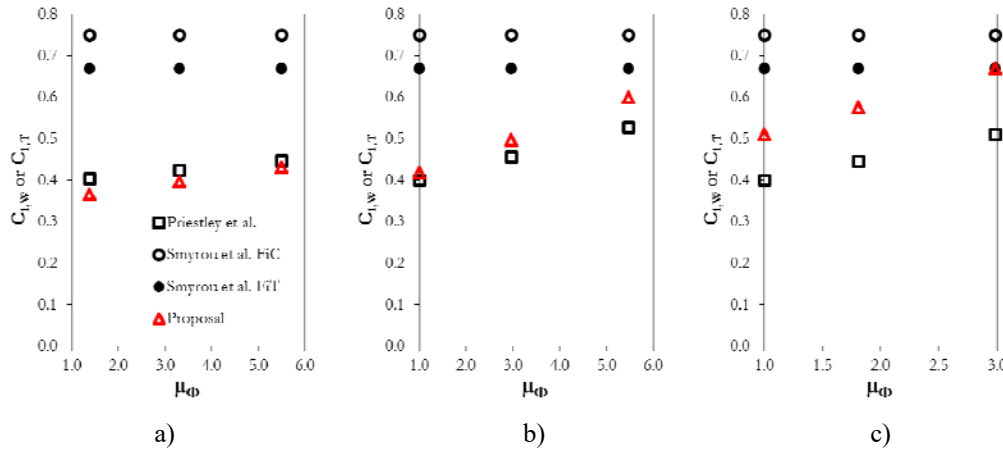 0.8
0.7
0.6
0.5
0.4
0.3
0.2
0.1
0.0
C1,W or C1,T
Priestley et al.
Smyrou et al. FiC
Smyrou et al. FiT
Proposal
1.0 2.0 3.0 4.0 5.0 6.0
μΦ
a)
0.8
0.7
0.6
0.5
0.4
0.3
0.2
0.1
0.0
C1,W or C1,T
1.0 2.0 3.0 4.0 5.0 6.0
μΦ
b)
0.8
0.7
0.6
0.5
0.4
0.3
0.2
0.1
0.0
C1,W or C1,T
1.0 1.5 2.0 2.5 3.0
μΦ
c)